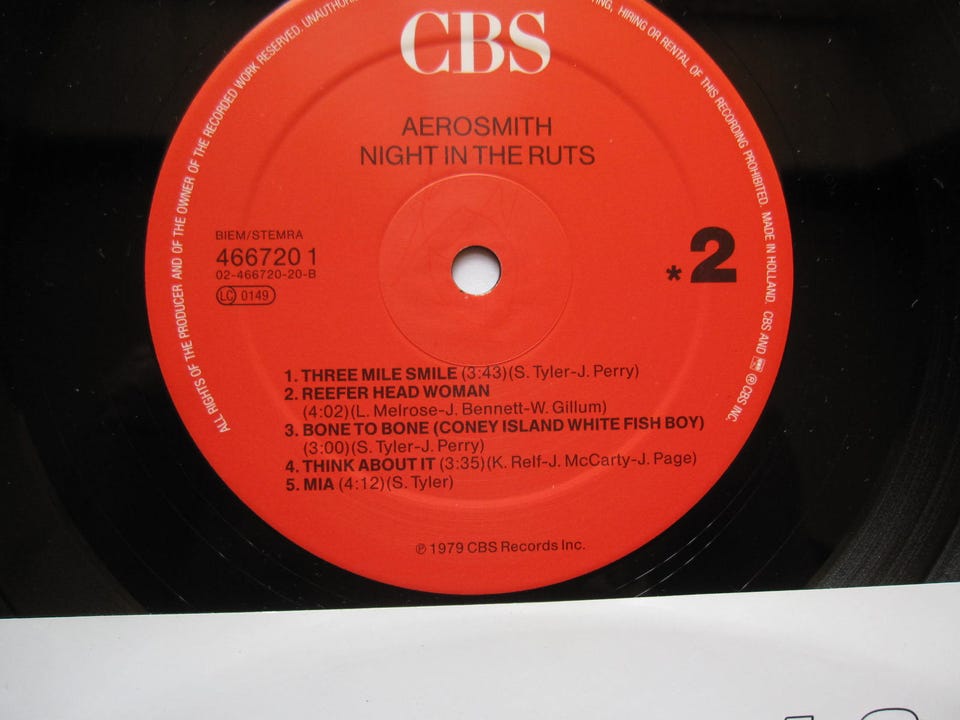 ALL RIGHTS OF THE PRODUCER AND OF THE OWNER OF THE RECORDED WORK RESERVED. HIRING OR RENTAL OF THIS RECORDING PROHIBITED. MADE IN HOLLAND. CBS AND ℗ CBS INC.
CBS
AEROSMITH
NIGHT IN THE RUTS
BIEM/STEMRA
466720 1
02-466720-20-B
LC 0149
*2
1. THREE MILE SMILE (3:43)(S. Tyler-J. Perry)
2. REEFER HEAD WOMAN
(4:02)(L. Melrose-J. Bennett-W. Gillum)
3. BONE TO BONE (CONEY ISLAND WHITE FISH BOY)
(3:00)(S. Tyler-J. Perry)
4. THINK ABOUT IT (3:35)(K. Relf-J. McCarty-J. Page)
5. MIA (4:12)(S. Tyler)
℗ 1979 CBS Records Inc.